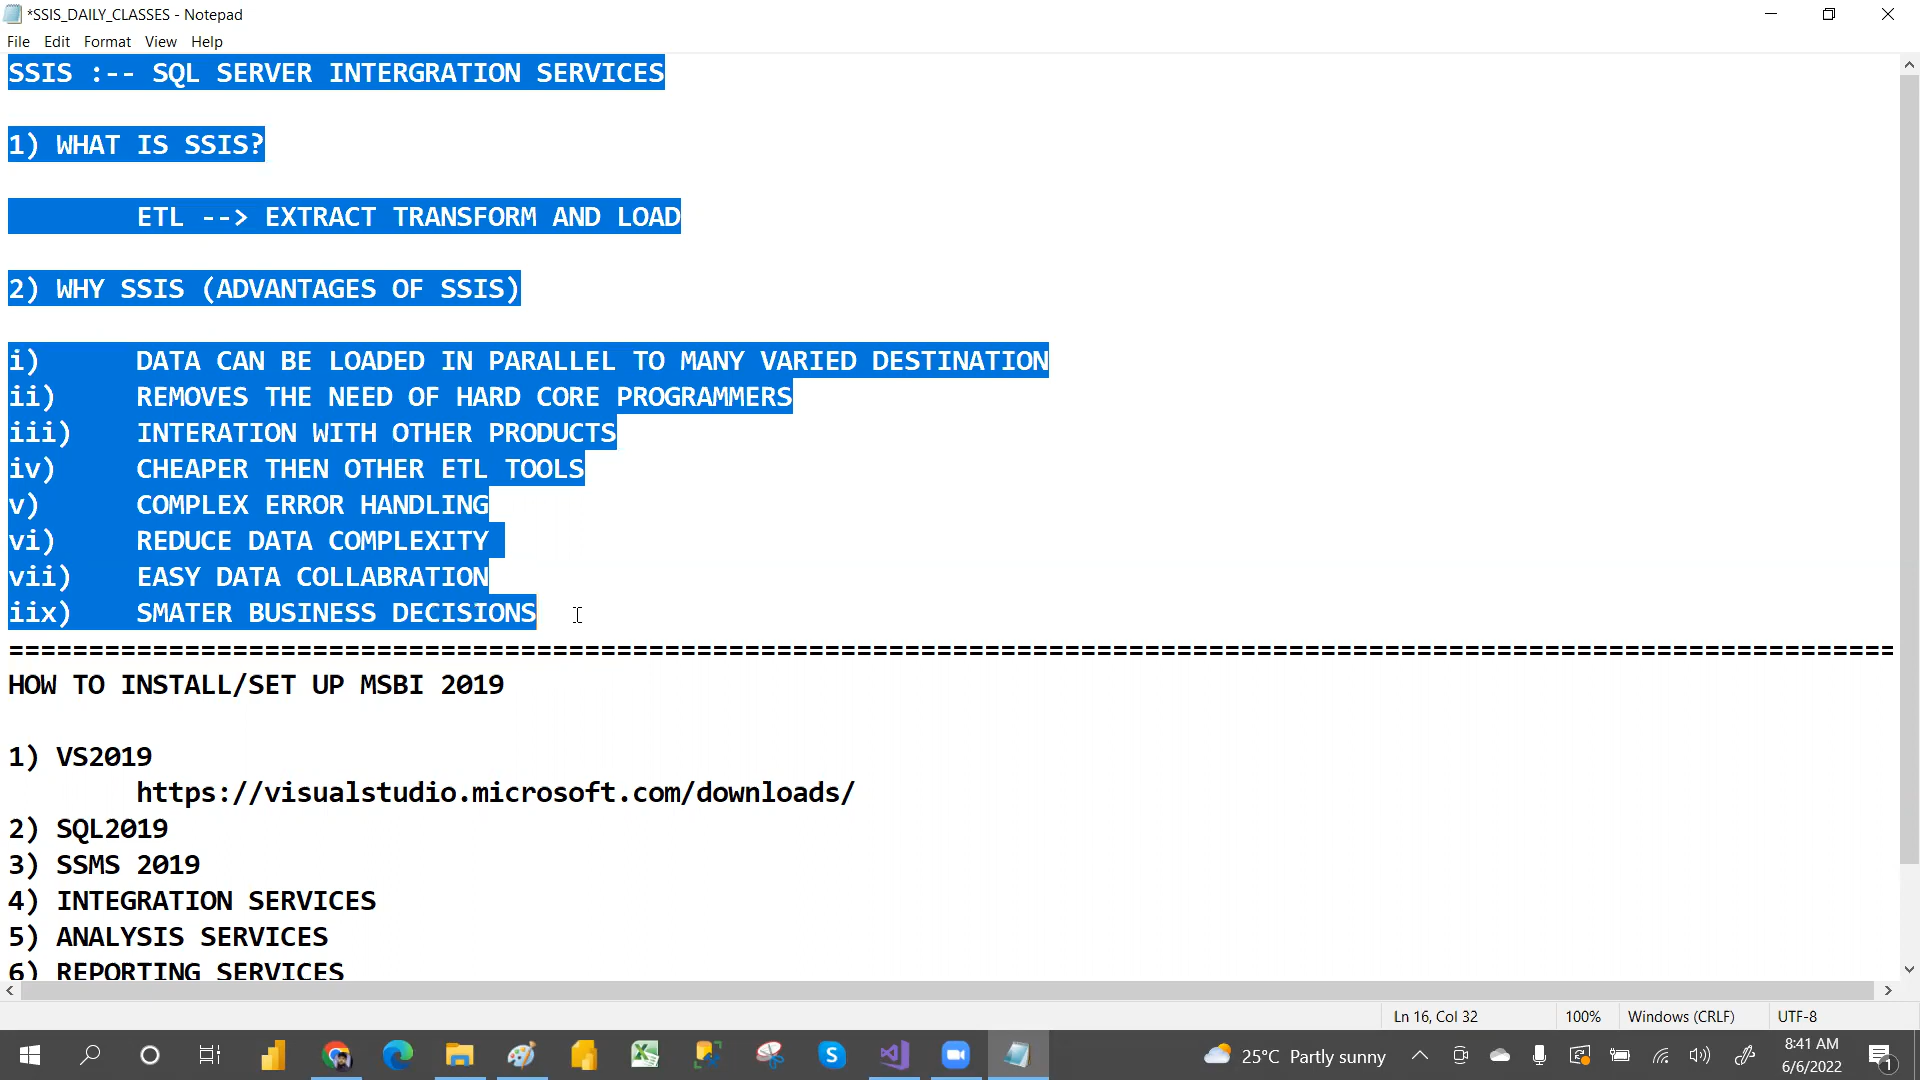 *SSIS_DAILY_CLASSES - Notepad
File Edit Format View Help
SSIS :-- SQL SERVER INTERGRATION SERVICES
1) WHAT IS SSIS?
ETL --> EXTRACT TRANSFORM AND LOAD
2) WHY SSIS (ADVANTAGES OF SSIS)
i) DATA CAN BE LOADED IN PARALLEL TO MANY VARIED DESTINATION
ii) REMOVES THE NEED OF HARD CORE PROGRAMMERS
iii) INTERATION WITH OTHER PRODUCTS
iv) CHEAPER THEN OTHER ETL TOOLS
v) COMPLEX ERROR HANDLING
vi) REDUCE DATA COMPLEXITY
vii) EASY DATA COLLABRATION
iix) SMATER BUSINESS DECISIONS
======================================================================================================================
HOW TO INSTALL/SET UP MSBI 2019
1) VS2019
https://visualstudio.microsoft.com/downloads/
2) SQL2019
3) SSMS 2019
4) INTEGRATION SERVICES
5) ANALYSIS SERVICES
6) REPORTING SERVICES
Ln 16, Col 32 100% Windows (CRLF) UTF-8
25°C Partly sunny
8:41 AM
6/6/2022
1